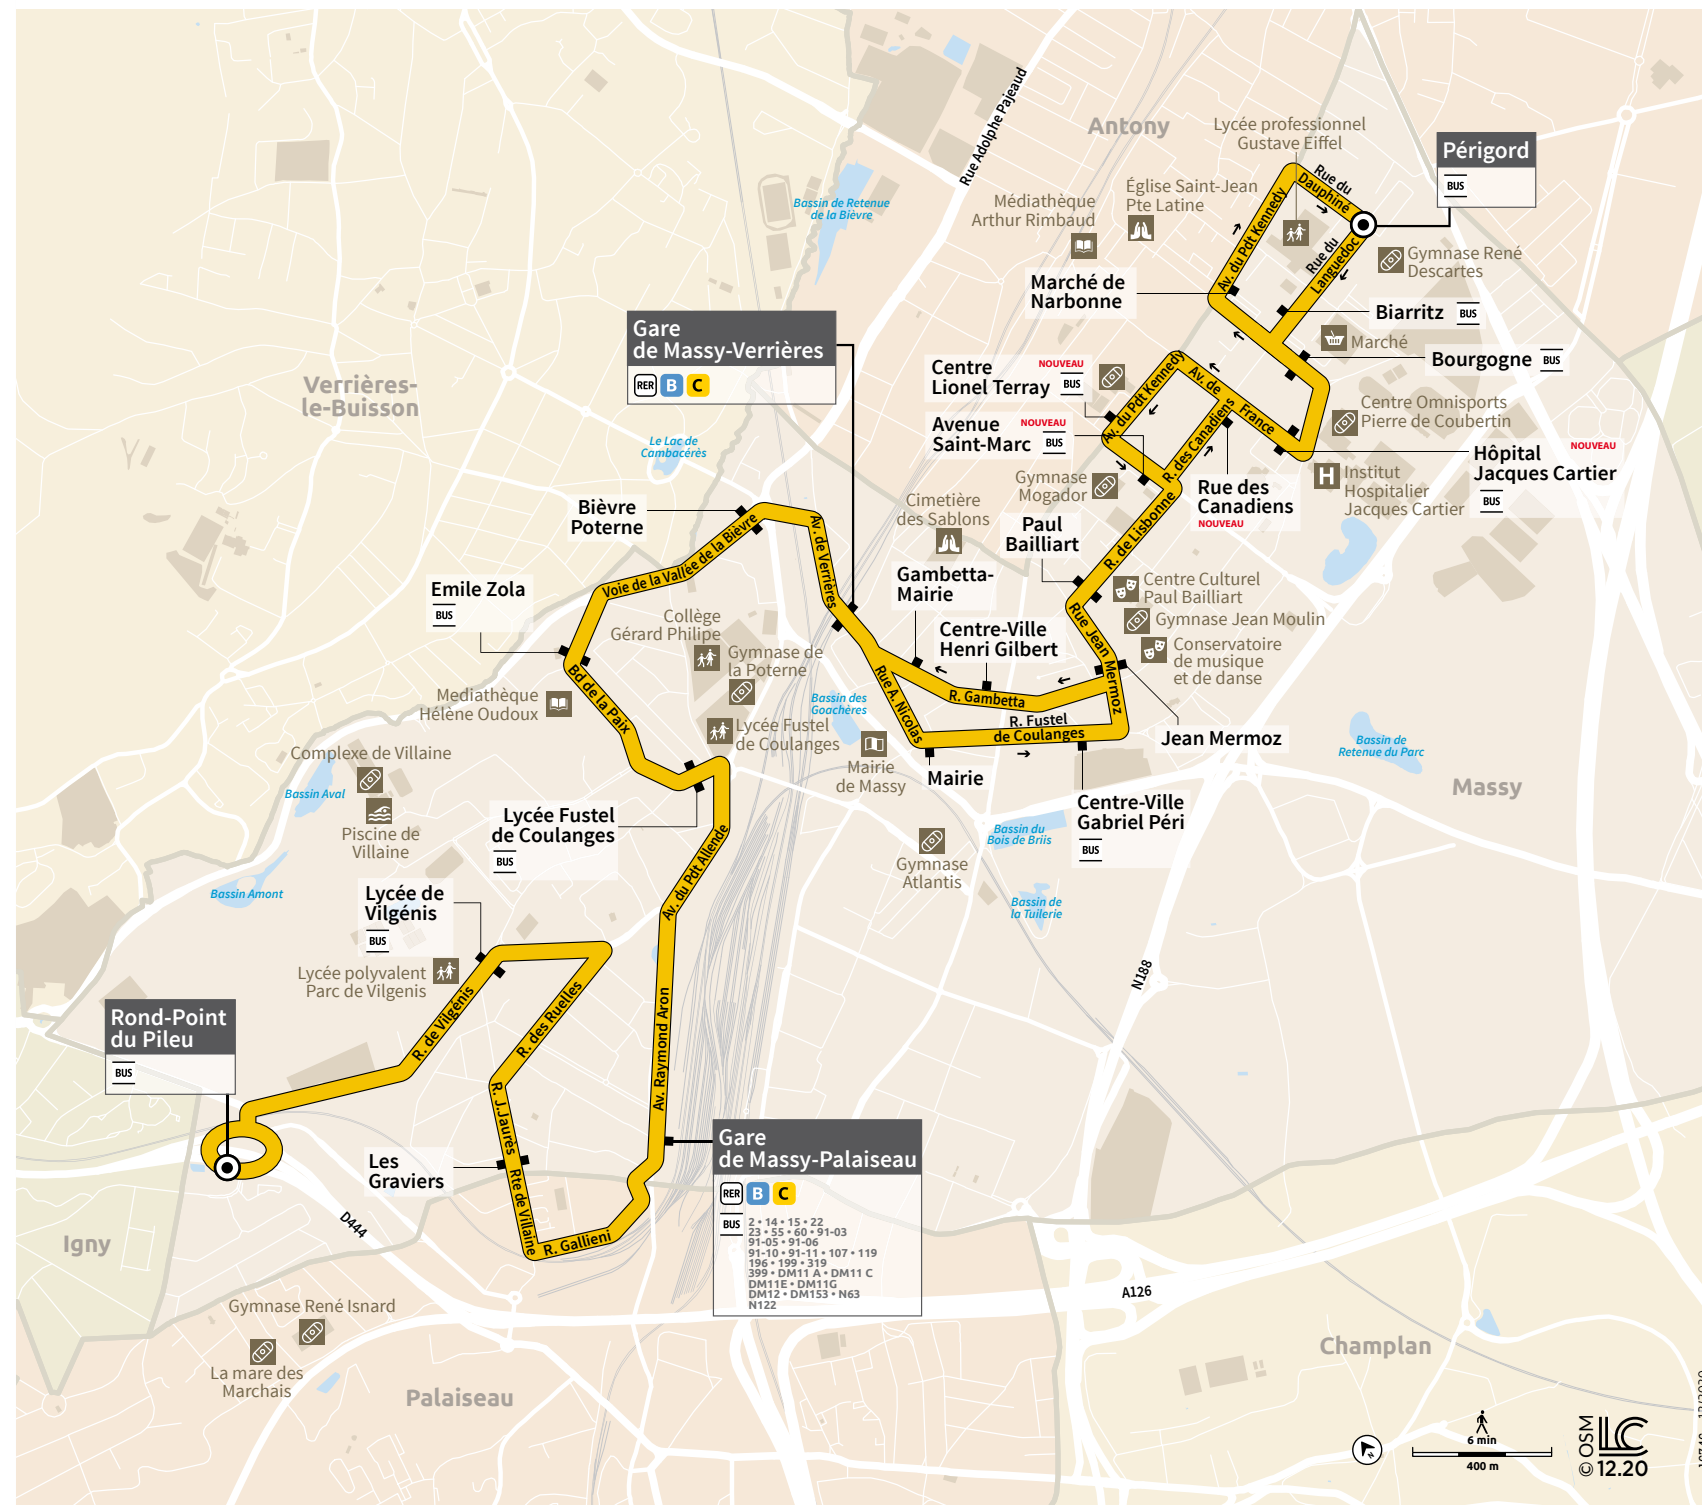 Rue Adolphe Pajeaud
Antony
Lycée professionnel
Gustave Eiffel
Périgord
BUS
Rue du
Dauphiné
Église Saint-Jean
Pte Latine
Médiathèque
Arthur Rimbaud
Bassin de Retenue
de la Bièvre
Av. du Pdt Kennedy
Rue du
Languedoc
Gymnase René
Descartes
Marché de
Narbonne
Biarritz
BUS
Marché
Bourgogne
BUS
Gare
de Massy-Verrières
RER B C
Verrières-
le-Buisson
Centre
Lionel Terray
NOUVEAU
BUS
Av. du Pdt Kennedy
Av. de
France
Centre Omnisports
Pierre de Coubertin
Avenue
Saint-Marc
NOUVEAU
BUS
R. des Canadiens
Hôpital
Jacques Cartier
NOUVEAU
BUS
H
Institut
Hospitalier
Jacques Cartier
Le Lac de
Cambacérès
Gymnase
Mogador
Rue des
Canadiens
NOUVEAU
Cimetière
des Sablons
Bièvre
Poterne
Paul
Bailliart
R. de Lisbonne
Av. de Verrières
Voie de la Vallée de la Bièvre
Gambetta-
Mairie
Centre Culturel
Paul Bailliart
Gymnase Jean Moulin
Emile Zola
BUS
Collège
Gérard Philipe
Gymnase de
la Poterne
Centre-Ville
Henri Gilbert
Rue Jean Mermoz
Conservatoire
de musique
et de danse
Bd de la Paix
Mediathèque
Hélène Oudoux
Bassin des
Goachères
Rue A. Nicolas
R. Gambetta
R. Fustel
de Coulanges
Jean Mermoz
Lycée Fustel
de Coulanges
Mairie
de Massy
Mairie
Bassin de
Retenue du Parc
Massy
Complexe de Villaine
Bassin Aval
Piscine de
Villaine
Lycée Fustel
de Coulanges
BUS
Centre-Ville
Gabriel Péri
BUS
Bassin du
Bois de Briis
Gymnase
Atlantis
Av. du Pdt Allende
Bassin Amont
Lycée de
Vilgénis
BUS
Bassin de
la Tuilerie
Lycée polyvalent
Parc de Vilgenis
N188
Rond-Point
du Pileu
BUS
R. de Vilgénis
R. des Ruelles
Av. Raymond Aron
R. J.Jaurès
Rte de Villaine
Les
Graviers
R. Gallieni
Gare
de Massy-Palaiseau
RER B C
BUS
2 • 14 • 15 • 22
23 • 55 • 60 • 91-03
91-05 • 91-06
91-10 • 91-11 • 107 • 119
196 • 199 • 319
399 • DM11 A • DM11 C
DM11E • DM11G
DM12 • DM153 • N63
N122
D444
Igny
A126
Gymnase René Isnard
La mare des
Marchais
Palaiseau
Champlan
N
6 min
400 m
© OSM
LC
12.20